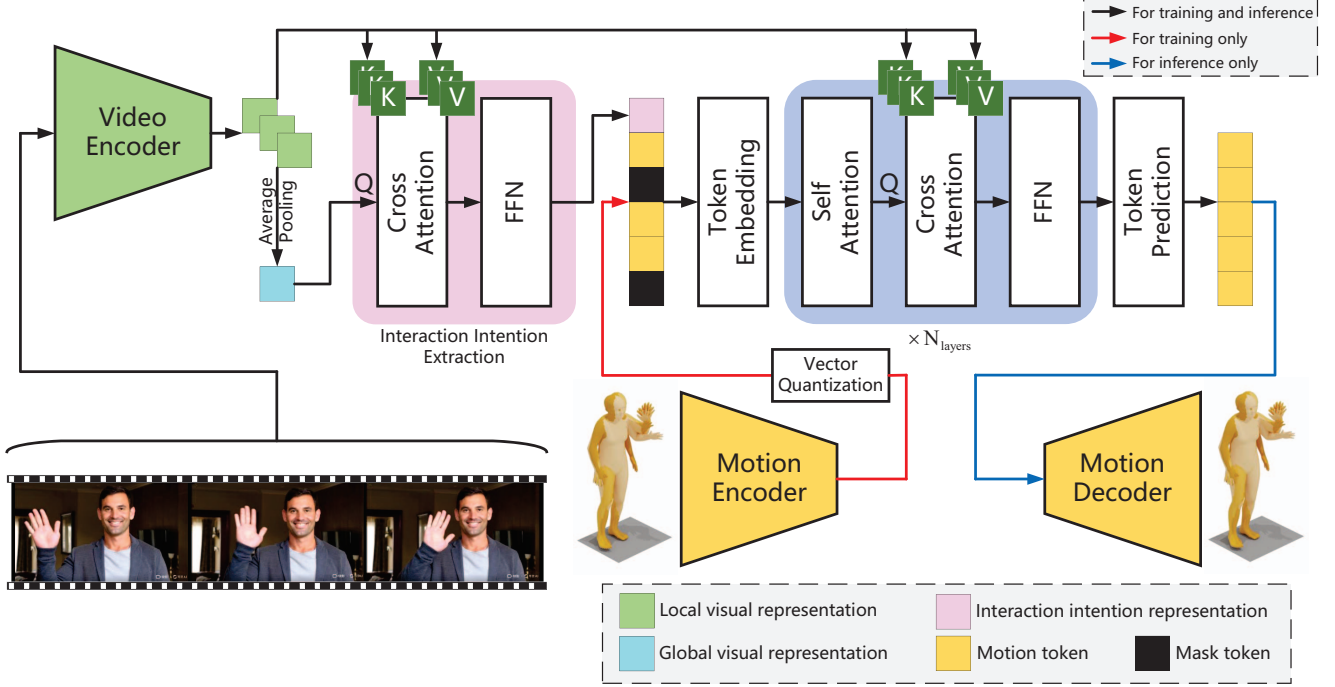 For training and inference
For training only
For inference only
Video
Encoder
Average
Pooling
K
K
V
V
Q
Cross
Attention
FFN
Interaction Intention
Extraction
Token
Embedding
Self
Attention
Q
K
K
V
V
Cross
Attention
FFN
× N layers
Token
Prediction
Vector
Quantization
Motion
Encoder
Motion
Decoder
Local visual representation
Interaction intention representation
Global visual representation
Motion token
Mask token